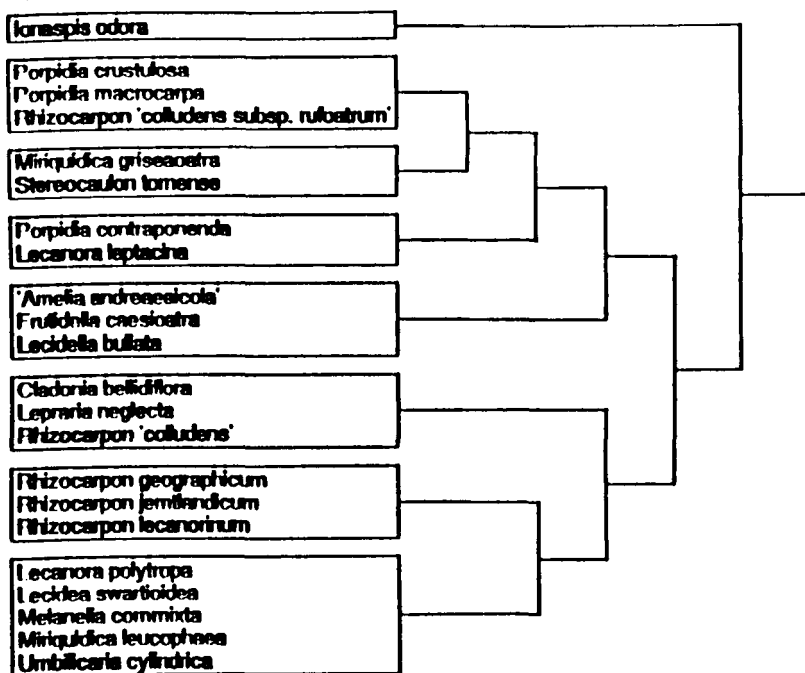 Ionaspis odora
Porpidia crustulosa
Porpidia macrocarpa
Rhizocarpon 'colludens subsp. rufoatrum'
Miriquidica griseoatra
Stereocaulon tornense
Porpidia contraponenda
Lecanora leptacina
'Amelia andreaeicola'
Frutidella caesioatra
Lecidella bullata
Cladonia bellidiflora
Lepraria neglecta
Rhizocarpon 'colludens'
Rhizocarpon geographicum
Rhizocarpon jemtlandicum
Rhizocarpon lecanorinum
Lecanora polytropa
Lecidea swartioidea
Melanelia commixta
Miriquidica leucophaea
Umbilicaria cylindrica